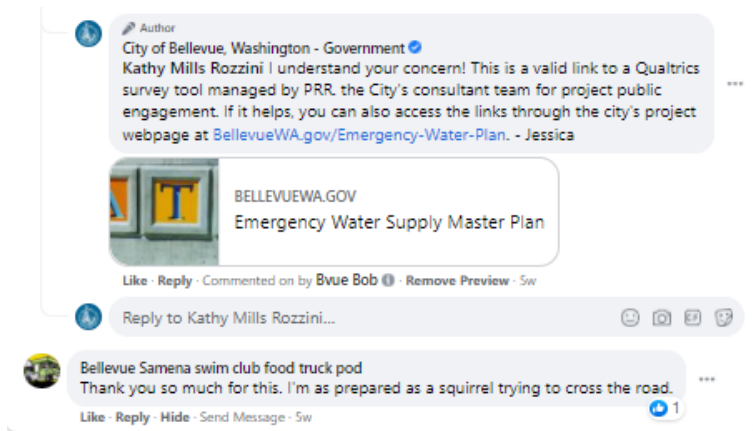 Author
City of Bellevue, Washington - Government
Kathy Mills Rozzini I understand your concern! This is a valid link to a Qualtrics
survey tool managed by PRR. the City's consultant team for project public
engagement. If it helps, you can also access the links through the city's project
webpage at BellevueWA.gov/Emergency-Water-Plan. - Jessica
AT
BELLEVUEWA.GOV
Emergency Water Supply Master Plan
Like · Reply · Commented on by Bvue Bob · Remove Preview · 5w
Reply to Kathy Mills Rozzini...
GIF
Bellevue Samena swim club food truck pod
Thank you so much for this. I'm as prepared as a squirrel trying to cross the road.
Like · Reply · Hide · Send Message · 5w
1